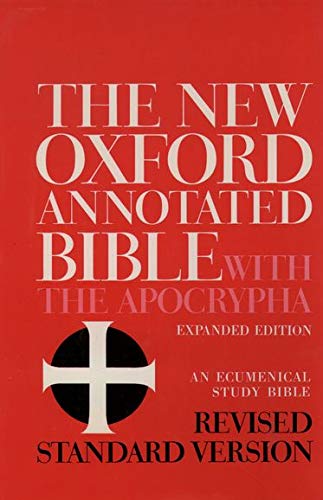 THE NEW
OXFORD
ANNOTATED
BIBLE WITH
THE APOCRYPHA
EXPANDED EDITION
AN ECUMENICAL
STUDY BIBLE
REVISED
STANDARD VERSION